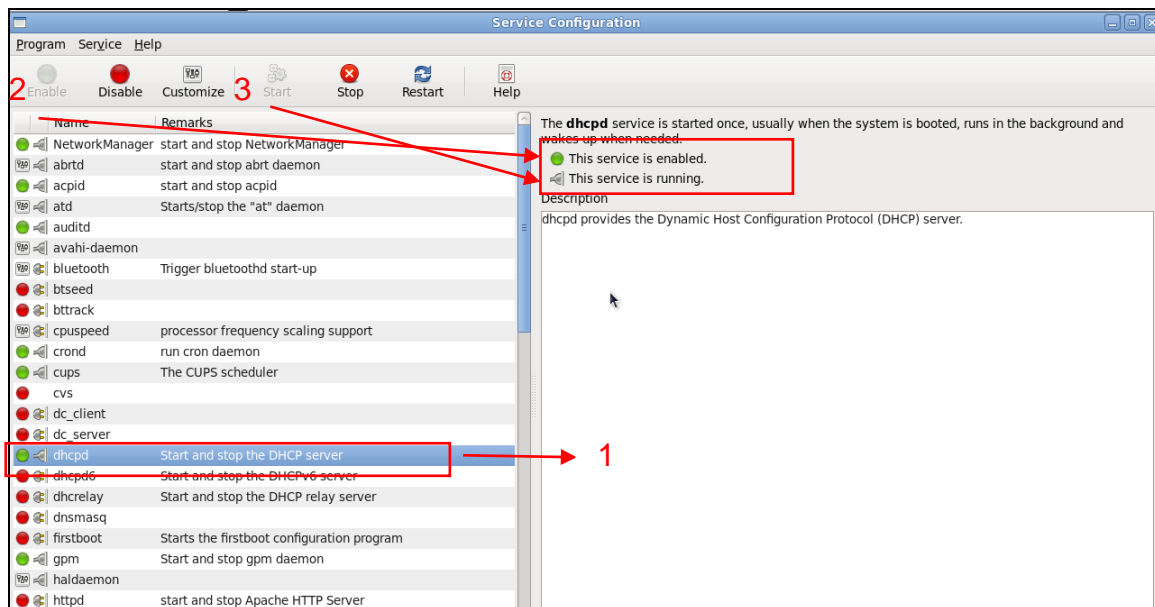 Service Configuration
Program Service Help
Enable Disable Customize Start Stop Restart Help
2 3
Name Remarks
NetworkManager start and stop NetworkManager
abrtd start and stop abrt daemon
acpid start and stop acpid
atd Starts/stop the "at" daemon
auditd
avahi-daemon
bluetooth Trigger bluetoothd start-up
btseed
bttrack
cpuspeed processor frequency scaling support
crond run cron daemon
cups The CUPS scheduler
cvs
dc_client
dc_server
dhcpd Start and stop the DHCP server
1
dhcpd6 Start and stop the DHCPv6 server
dhcrelay Start and stop the DHCP relay server
dnsmasq
firstboot Starts the firstboot configuration program
gpm Start and stop gpm daemon
haldaemon
httpd start and stop Apache HTTP Server
The dhcpd service is started once, usually when the system is booted, runs in the background and
wakes up when needed.
This service is enabled.
This service is running.
Description
dhcpd provides the Dynamic Host Configuration Protocol (DHCP) server.